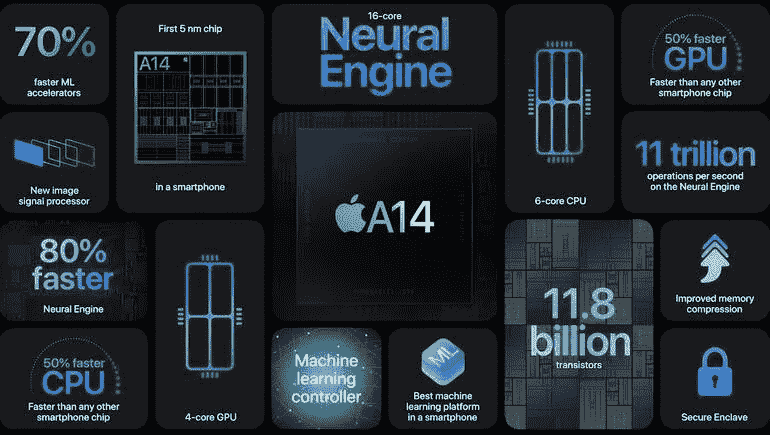 70%
faster ML
accelerators
First 5 nm chip
A14
in a smartphone
16-core
Neural
Engine
6-core CPU
50% faster
GPU
Faster than any other
smartphone chip
New image
signal processor
A14
11 trillion
operations per second
on the Neural Engine
80%
faster
Neural Engine
4-core GPU
11.8
billion
transistors
Improved memory
compression
50% faster
CPU
Faster than any other
smartphone chip
Machine
learning
controller
ML
Best machine
learning platform
in a smartphone
Secure Enclave